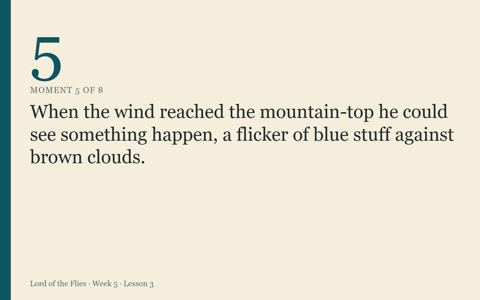 5
MOMENT 5 OF 8
When the wind reached the mountain-top he could
see something happen, a flicker of blue stuff against
brown clouds.
Lord of the Flies · Week 5 · Lesson 3